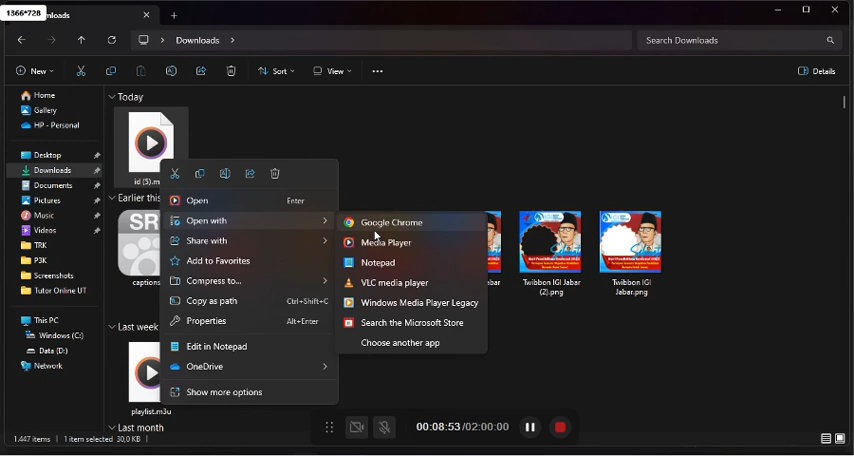 1366*728
Downloads
Search Downloads
New
Sort
View
Details
Home
Gallery
HP - Personal
Desktop
Downloads
Documents
Pictures
Music
Videos
TRK
P3K
Screenshots
Tutor Online UT
This PC
Windows (C:)
Data (D:)
Network
Today
id (5).m
Earlier this
SR
captions
Last week
playlist.m3u
Last month
Open Enter
Open with
Share with
Add to Favorites
Compress to...
Copy as path Ctrl+Shift+C
Properties Alt+Enter
Edit in Notepad
OneDrive
Show more options
Google Chrome
Media Player
Notepad
VLC media player
Windows Media Player Legacy
Search the Microsoft Store
Choose another app
Twibbon IGI Jabar (2).png
Twibbon IGI Jabar.png
00:08:53/02:00:00
1.447 items
1 item selected 30,0 KB